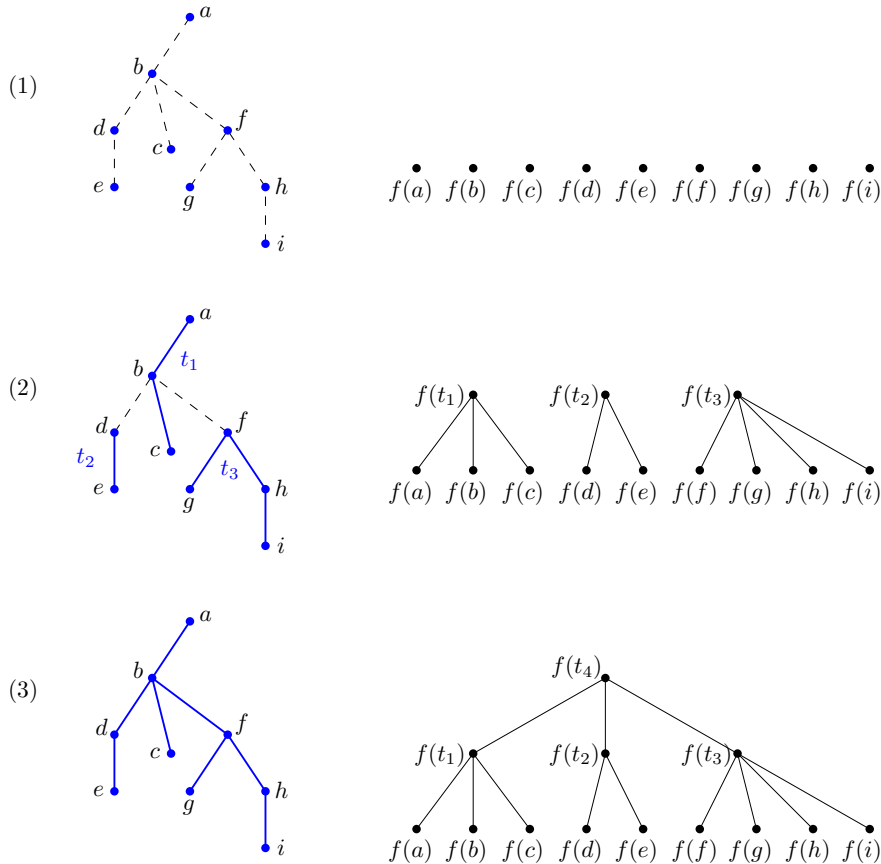 a
b
(1)
d
f
c
e
g
h
i
f(a) f(b) f(c) f(d) f(e) f(f) f(g) f(h) f(i)
a
t₁
b
(2)
f(t₁) f(t₂) f(t₃)
d
f
t₂
c
t₃
e
g
h
i
f(a) f(b) f(c) f(d) f(e) f(f) f(g) f(h) f(i)
a
b
f(t₄)
(3)
d
f
c
f(t₁) f(t₂) f(t₃)
e
g
h
i
f(a) f(b) f(c) f(d) f(e) f(f) f(g) f(h) f(i)